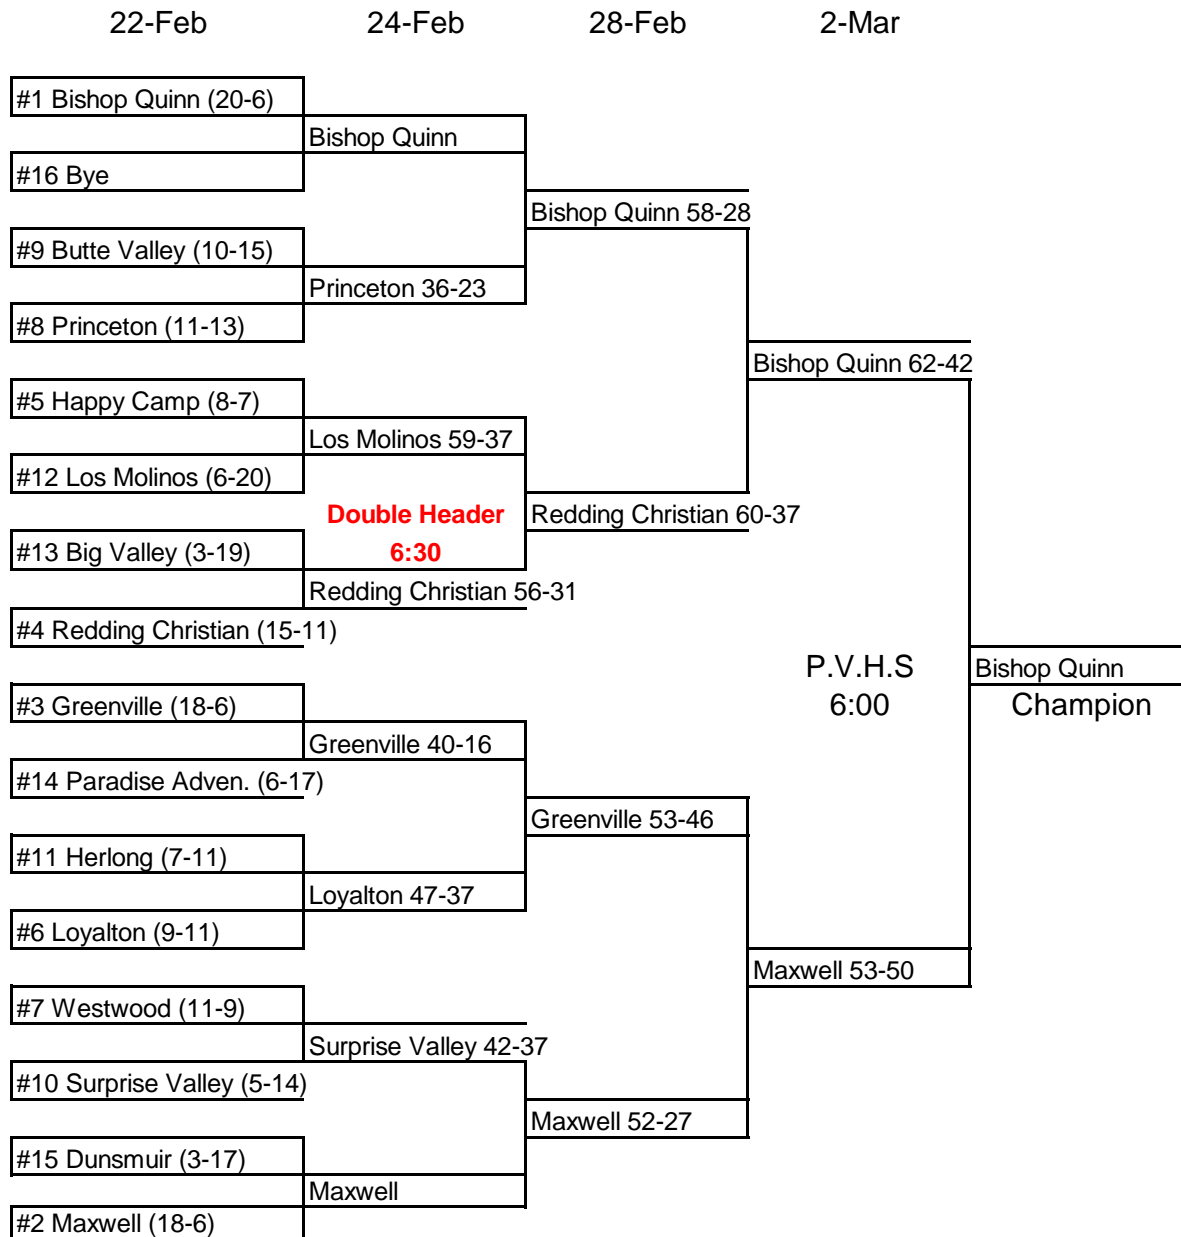 22-Feb 24-Feb 28-Feb 2-Mar
#1 Bishop Quinn (20-6)
Bishop Quinn
#16 Bye
Bishop Quinn 58-28
#9 Butte Valley (10-15)
Princeton 36-23
#8 Princeton (11-13)
Bishop Quinn 62-42
#5 Happy Camp (8-7)
Los Molinos 59-37
#12 Los Molinos (6-20)
Double Header
Redding Christian 60-37
#13 Big Valley (3-19)
6:30
Redding Christian 56-31
#4 Redding Christian (15-11)
P.V.H.S
Bishop Quinn
#3 Greenville (18-6)
6:00
Champion
Greenville 40-16
#14 Paradise Adven. (6-17)
Greenville 53-46
#11 Herlong (7-11)
Loyalton 47-37
#6 Loyalton (9-11)
Maxwell 53-50
#7 Westwood (11-9)
Surprise Valley 42-37
#10 Surprise Valley (5-14)
Maxwell 52-27
#15 Dunsmuir (3-17)
Maxwell
#2 Maxwell (18-6)